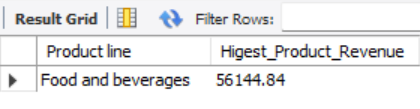 Result Grid Filter Rows:
Product line Higest_Product_Revenue
Food and beverages 56144.84